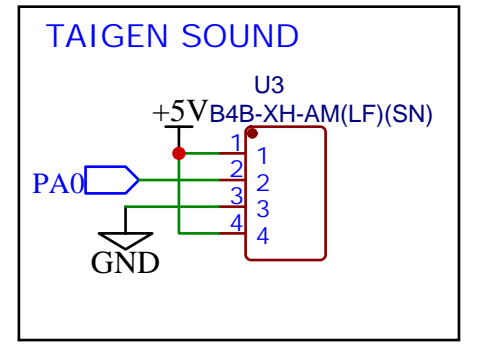 TAIGEN SOUND
U3
+5V B4B-XH-AM(LF)(SN)
1 1
PA0 2 2
3 3
4 4
GND